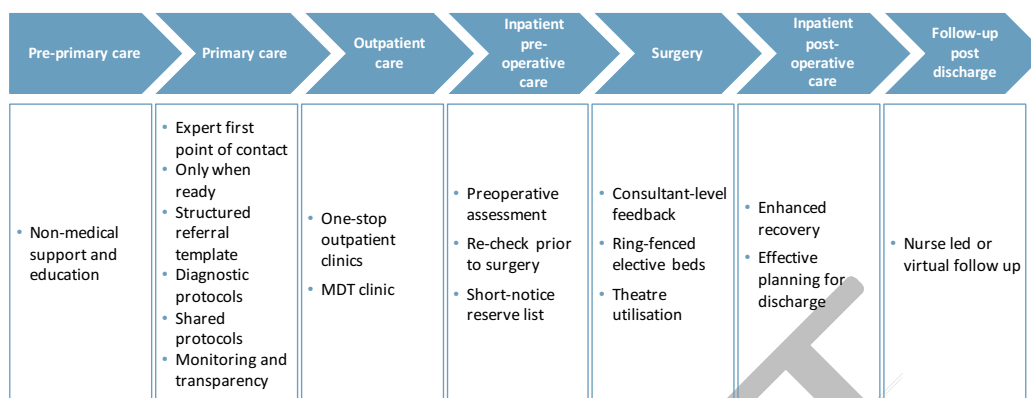 Pre-primary care
Primary care
Outpatient
care
Inpatient
pre-
operative
care
Surgery
Inpatient
post-
operative
care
Follow-up
post
discharge
• Non-medical
support and
education
• Expert first
point of contact
• Only when
ready
• Structured
referral
template
• Diagnostic
protocols
• Shared
protocols
• Monitoring and
transparency
• One-stop
outpatient
clinics
• MDT clinic
• Preoperative
assessment
• Re-check prior
to surgery
• Short-notice
reserve list
• Consultant-level
feedback
• Ring-fenced
elective beds
• Theatre
utilisation
• Enhanced
recovery
• Effective
planning for
discharge
• Nurse led or
virtual follow up